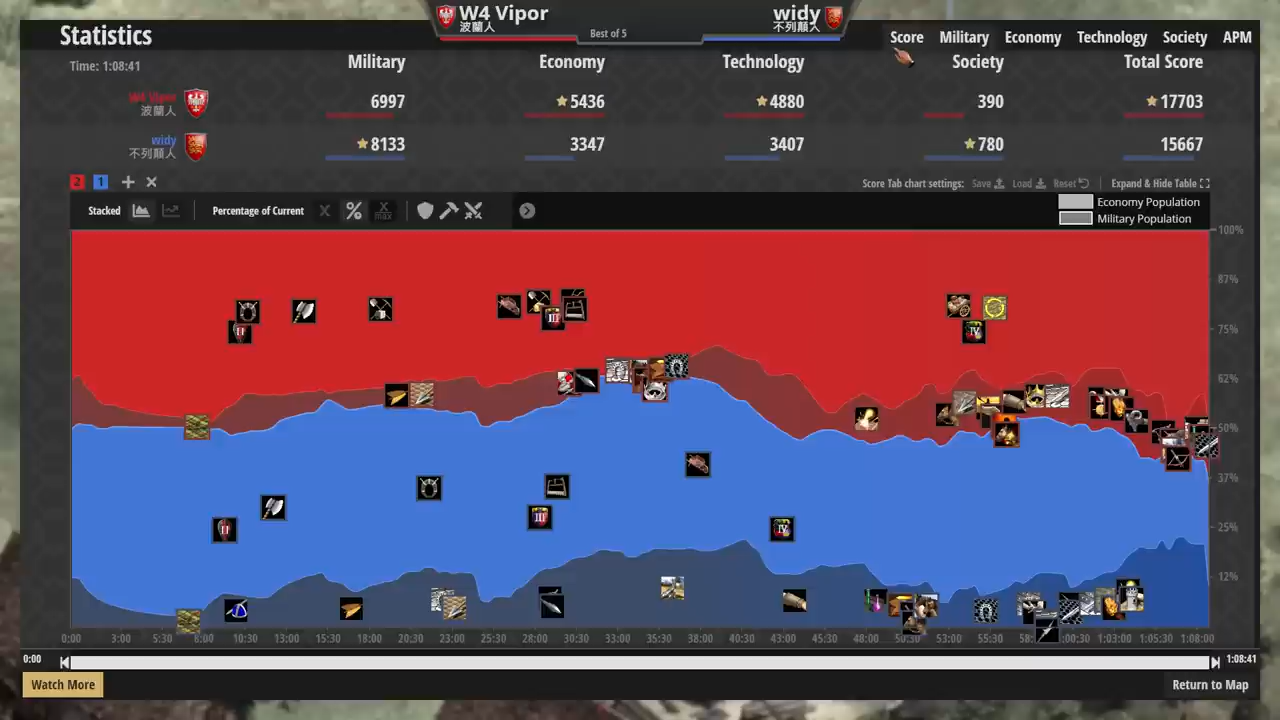 W4 Vipor
波蘭人
Best of 5
widy
不列顛人
Statistics
Score Military Economy Technology Society APM
Time: 1:08:41
Military Economy Technology Society Total Score
W4 Vipor
波蘭人
6997 5436 4880 390 17703
widy
不列顛人
8133 3347 3407 780 15667
2 1
Score Tab chart settings: Save Load Reset Expand & Hide Table
Stacked Percentage of Current X % X max
Economy Population
Military Population
100%
87%
75%
62%
50%
37%
25%
12%
0:00 3:00 5:30 8:00 10:30 13:00 15:30 18:00 20:30 23:00 25:30 28:00 30:30 33:00 35:30 38:00 40:30 43:00 45:30 48:00 50:30 53:00 55:30 1:03:00 1:05:30 1:08:00
0:00 1:08:41
Watch More Return to Map